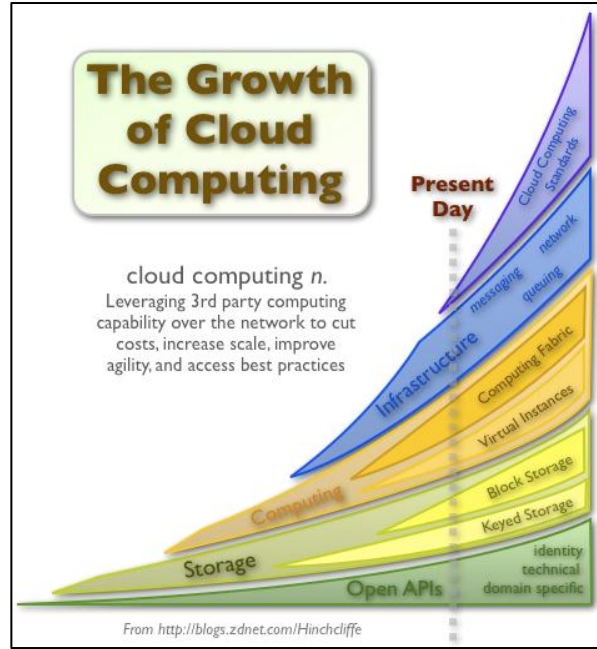 The Growth
of Cloud
Computing
cloud computing n.
Leveraging 3rd party computing
capability over the network to cut
costs, increase scale, improve
agility, and access best practices
Present
Day
Cloud Computing
Standards
Infrastructure
messaging
network
queuing
Computing
Computing Fabric
Virtual Instances
Storage
Block Storage
Keyed Storage
Open APIs
identity
technical
domain specific
From http://blogs.zdnet.com/Hinchcliffe